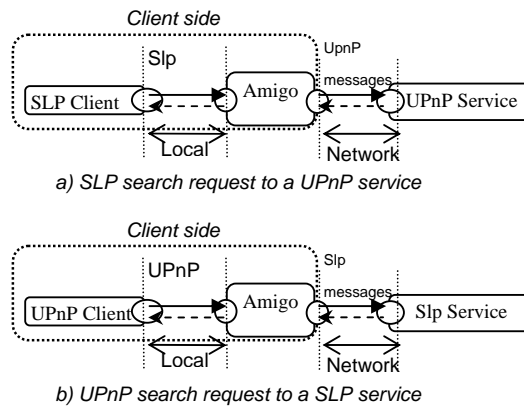 Client side
Slp
UpnP
messages
SLP Client
Amigo
UPnP Service
Local
Network
a) SLP search request to a UPnP service
Client side
UPnP
Slp
messages
UPnP Client
Amigo
Slp Service
Local
Network
b) UPnP search request to a SLP service